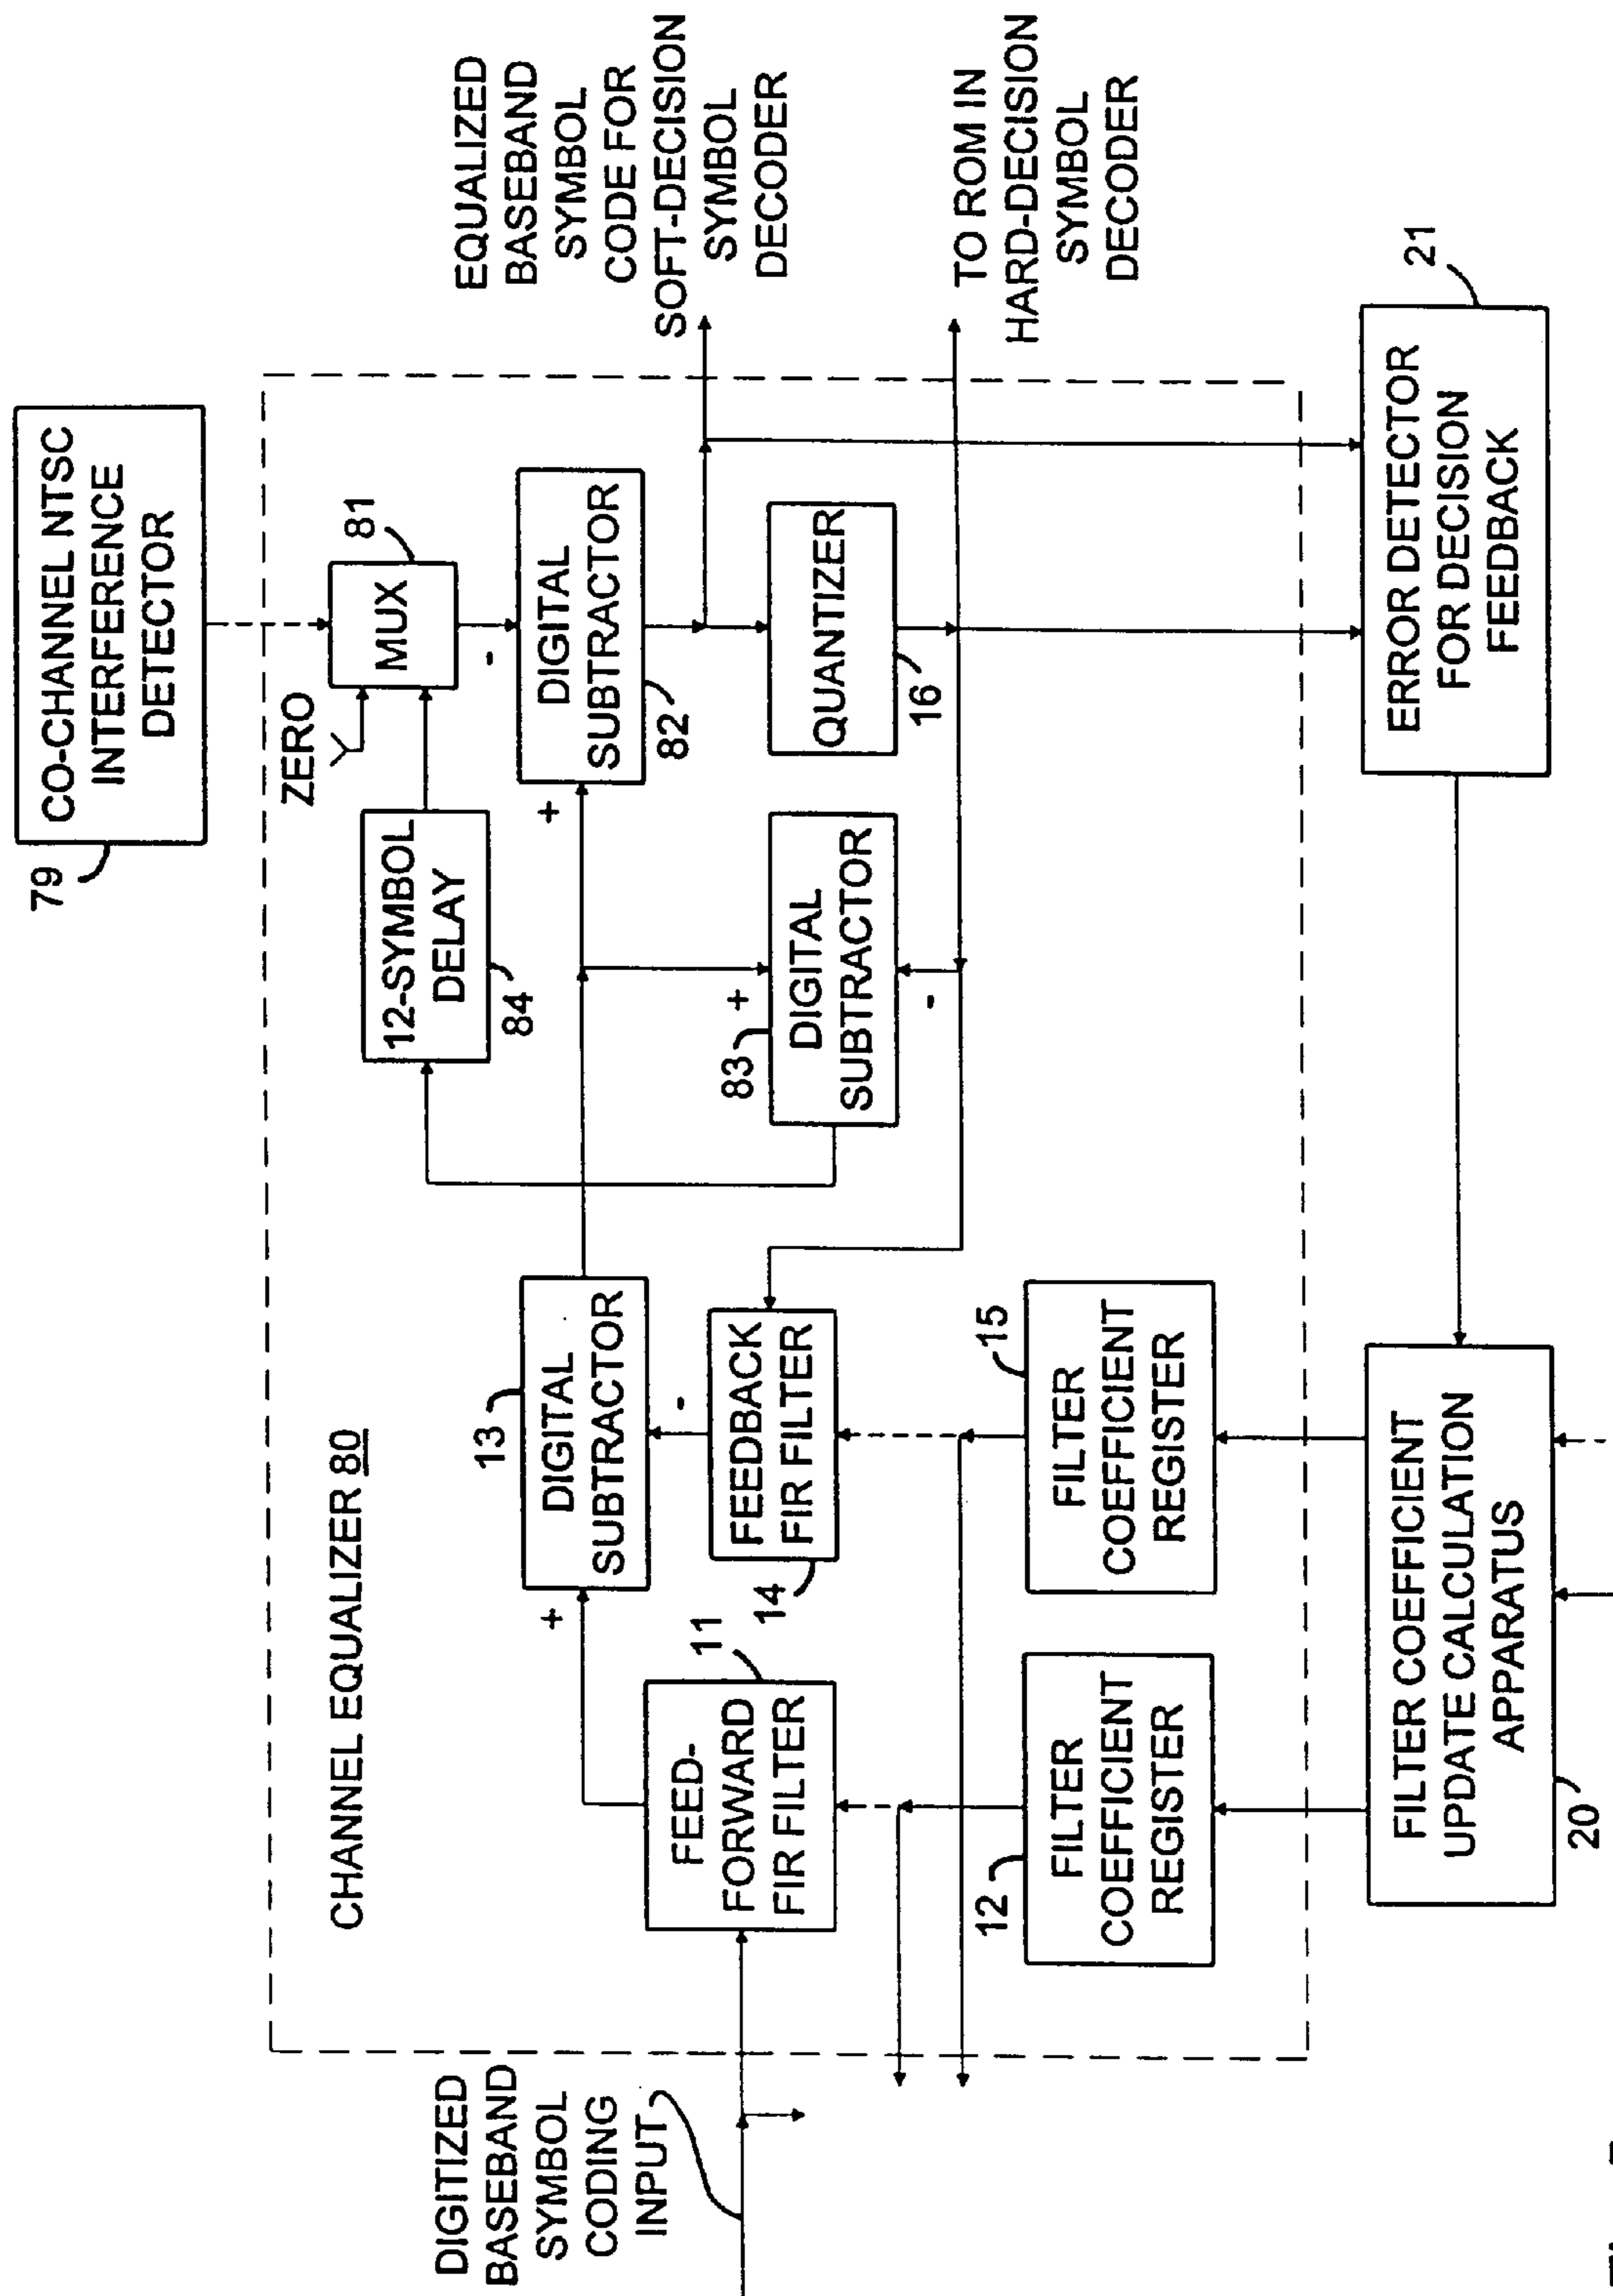 CO-CHANNEL NTSC
INTERFERENCE
DETECTOR
79
CHANNEL EQUALIZER 80
ZERO
MUX
81
12-SYMBOL
DELAY
84
-
DIGITAL
SUBTRACTOR
82
+
EQUALIZED
BASEBAND
SYMBOL
CODE FOR
SOFT-DECISION
SYMBOL
DECODER
DIGITIZED
BASEBAND
SYMBOL
CODING
INPUT
FEED-
FORWARD
FIR FILTER
11
+
DIGITAL
SUBTRACTOR
13
-
FEEDBACK
FIR FILTER
14
+
DIGITAL
SUBTRACTOR
83
-
QUANTIZER
16
TO ROM IN
HARD-DECISION
SYMBOL
DECODER
FILTER
COEFFICIENT
REGISTER
12
FILTER
COEFFICIENT
REGISTER
15
FILTER COEFFICIENT
UPDATE CALCULATION
APPARATUS
20
ERROR DETECTOR
FOR DECISION
FEEDBACK
21